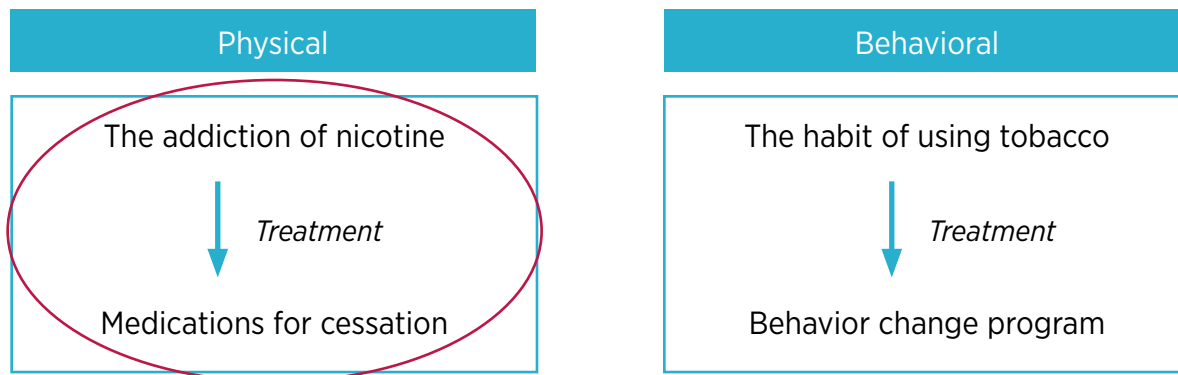 Physical
The addiction of nicotine
Treatment
Medications for cessation
Behavioral
The habit of using tobacco
Treatment
Behavior change program